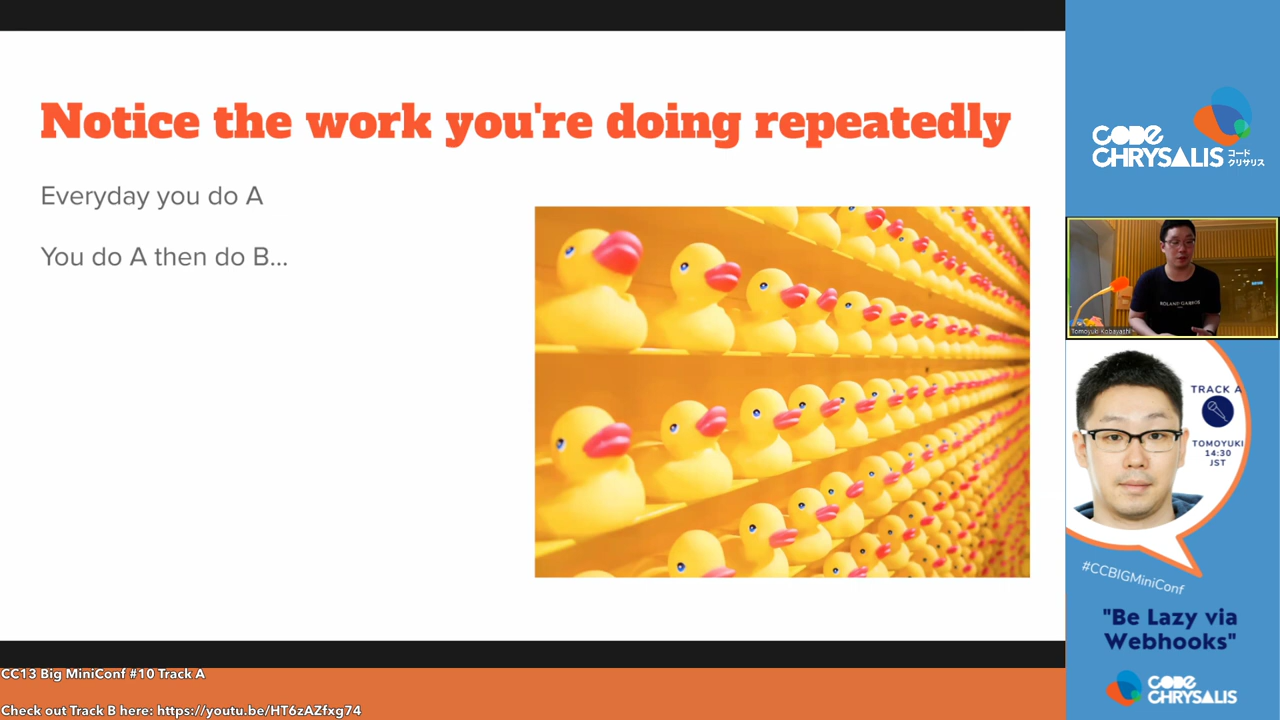 Notice the work you're doing repeatedly
Everyday you do A
You do A then do B...
CODE
CHRYSALIS
コード
クリサリス
ROLAND GARROS
Tomoyuki Kobayashi
TRACK A
TOMOYUKI
14:30
JST
#CCBIGMiniConf
"Be Lazy via
Webhooks"
CODE
CHRYSALIS
CC13 Big MiniConf #10 Track A
Check out Track B here: https://youtu.be/HT6zAZfxg74